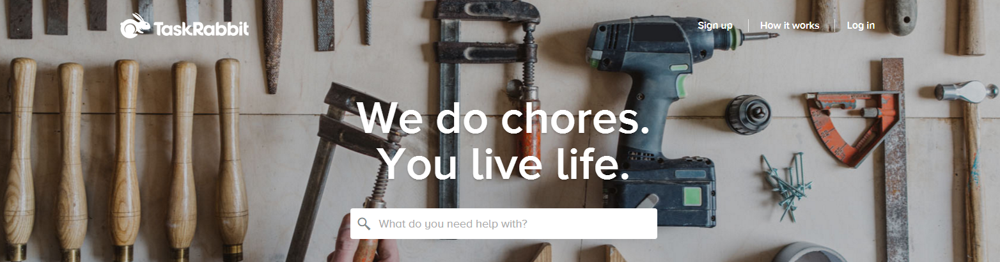 TaskRabbit
Sign up
How it works
Log in
We do chores.
You live life.
What do you need help with?